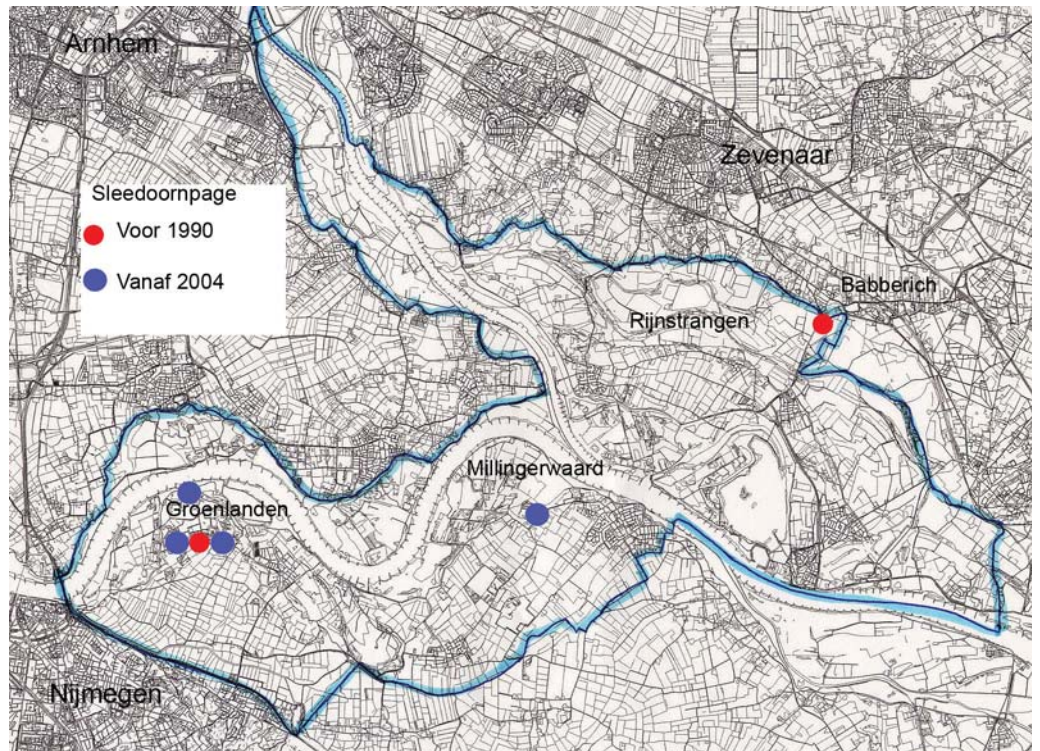 Arnhem
Zevenaar
Sleedoornpage
Voor 1990
Vanaf 2004
Babberich
Rijnstrangen
Millingerwaard
Groenlanden
Nijmegen